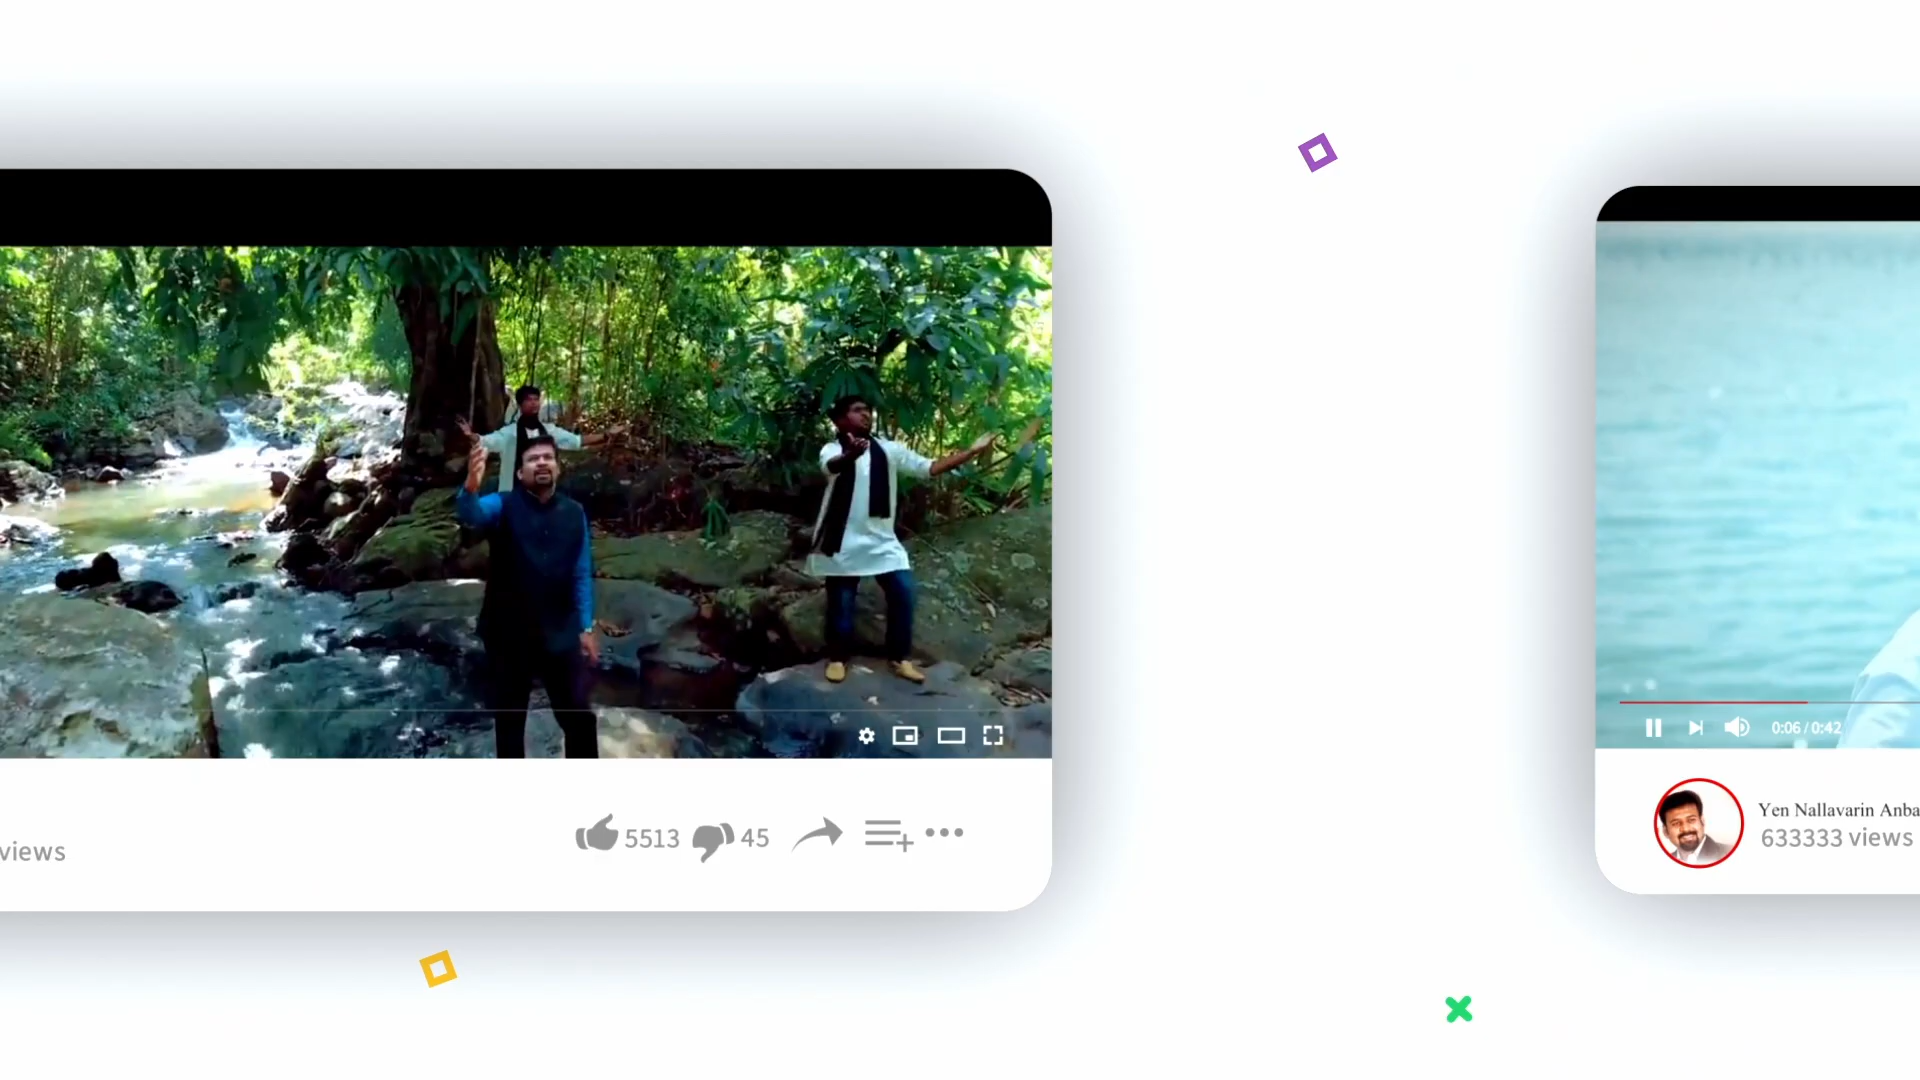 views
5513
45
0:06 / 0:42
Yen Nallavarin Anba
633333 views